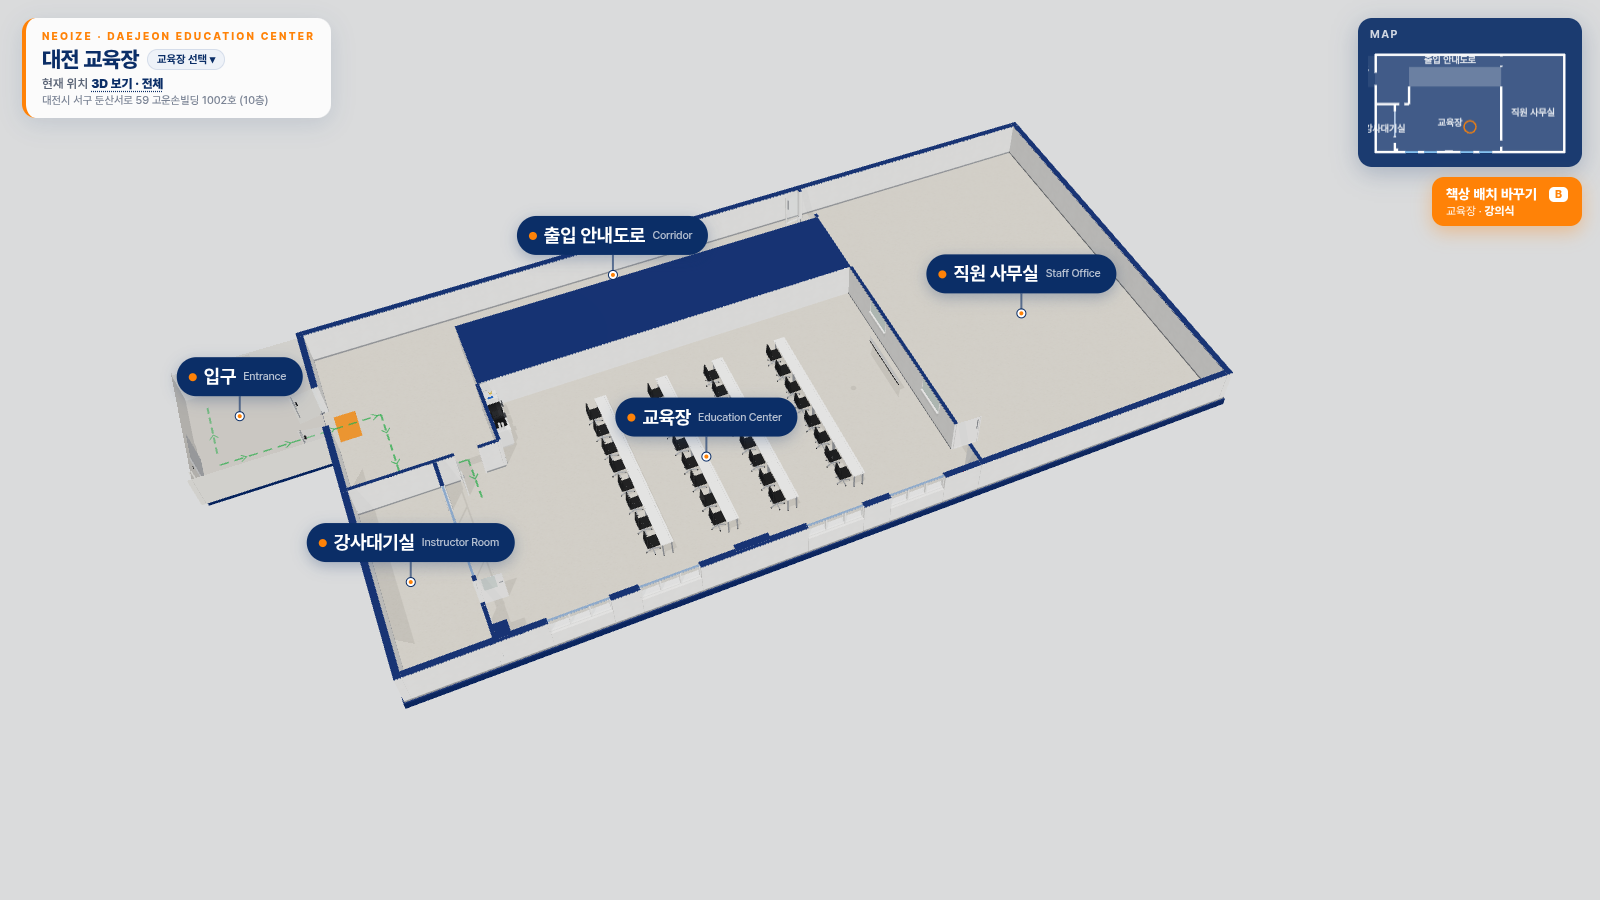 NEOIZE · DAEJEON EDUCATION CENTER
대전 교육장 교육장 선택 ▾
현재 위치 3D 보기 · 전체
대전시 서구 둔산서로 59 고운손빌딩 1002호 (10층)
MAP
출입 안내도로
직원 사무실
교육장
강사대기실
책상 배치 바꾸기 B
교육장 · 강의식
출입 안내도로 Corridor
직원 사무실 Staff Office
입구 Entrance
교육장 Education Center
강사대기실 Instructor Room